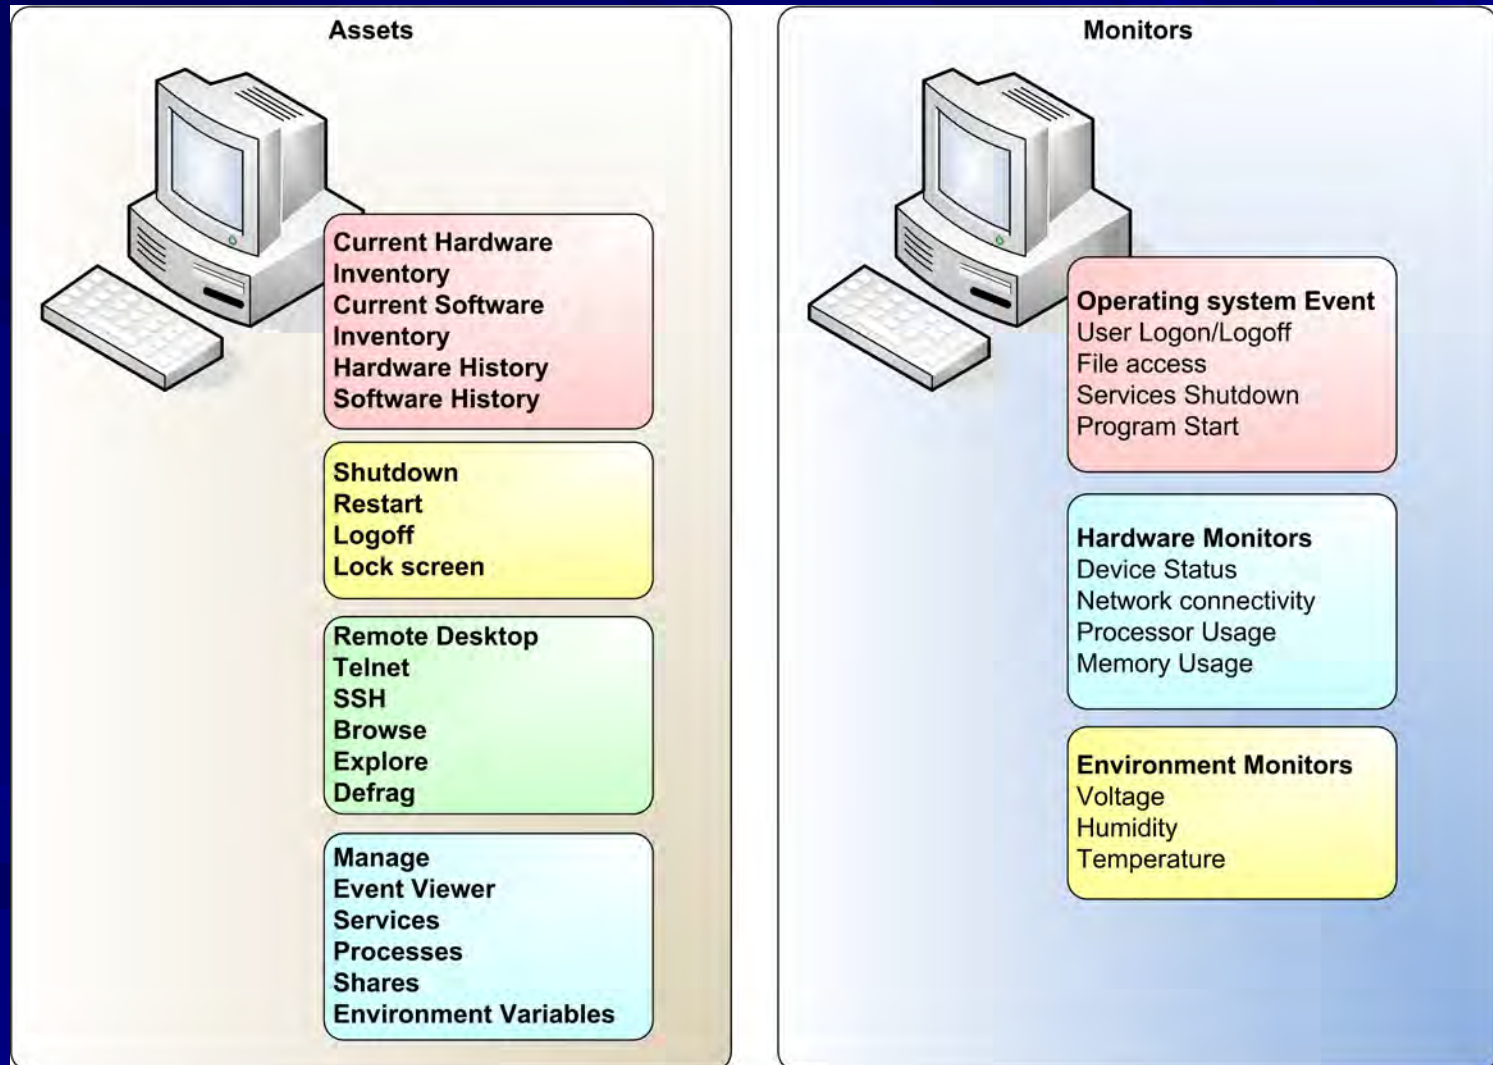 Assets
Current Hardware
Inventory
Current Software
Inventory
Hardware History
Software History
Shutdown
Restart
Logoff
Lock screen
Remote Desktop
Telnet
SSH
Browse
Explore
Defrag
Manage
Event Viewer
Services
Processes
Shares
Environment Variables
Monitors
Operating system Event
User Logon/Logoff
File access
Services Shutdown
Program Start
Hardware Monitors
Device Status
Network connectivity
Processor Usage
Memory Usage
Environment Monitors
Voltage
Humidity
Temperature